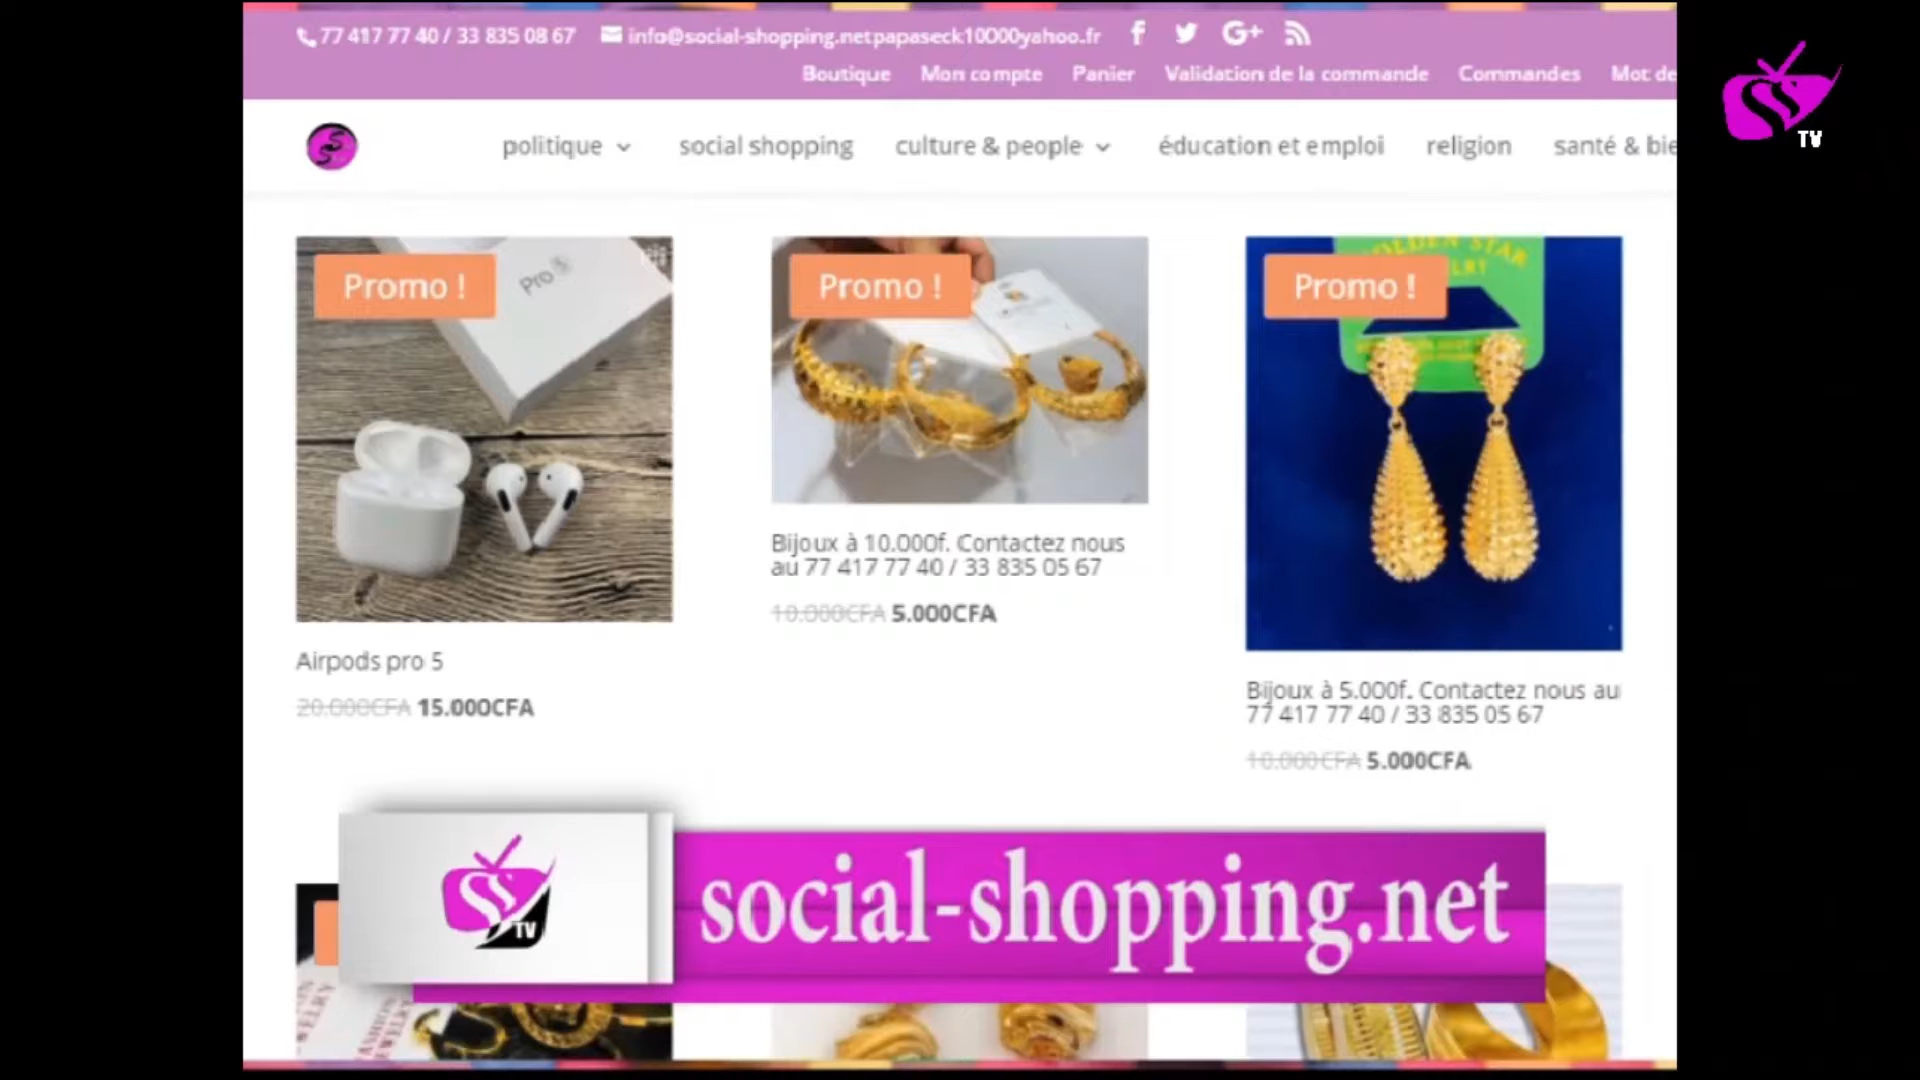 77 417 77 40 / 33 835 08 67 info@social-shopping.netpapaseck10000yahoo.fr
Boutique Mon compte Panier Validation de la commande Commandes Mot de
TV
politique social shopping culture & people éducation et emploi religion santé & bie
Promo !
Pro 5
Promo !
Promo !
Bijoux à 10.000f. Contactez nous
au 77 417 77 40 / 33 835 05 67
10.000CFA 5.000CFA
Airpods pro 5
20.000CFA 15.000CFA
Bijoux à 5.000f. Contactez nous au
77 417 77 40 / 33 835 05 67
10.000CFA 5.000CFA
TV
social-shopping.net